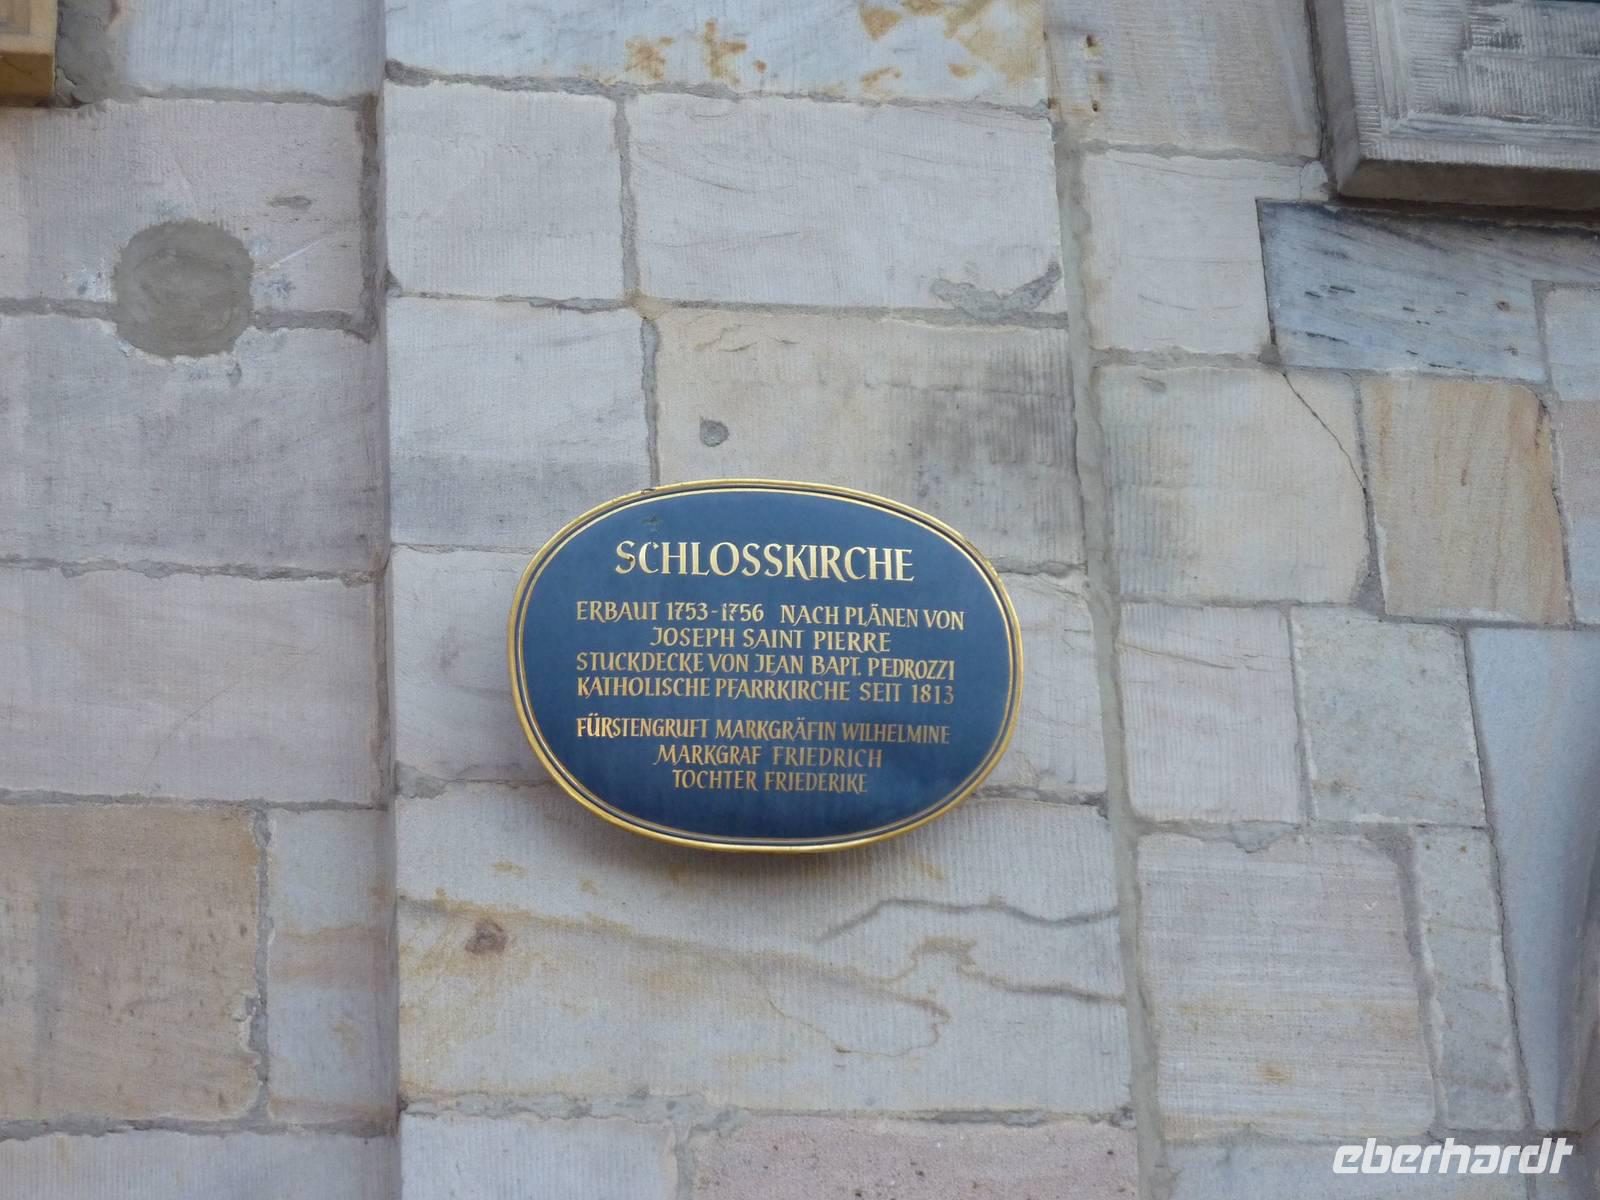 SCHLOSSKIRCHE
ERBAUT 1753-1756 NACH PLÄNEN VON
JOSEPH SAINT PIERRE
STUCKDECKE VON JEAN BAPT. PEDROZZI
KATHOLISCHE PFARRKIRCHE SEIT 1813
FÜRSTENGRUFT MARKGRÄFIN WILHELMINE
MARKGRAF FRIEDRICH
TOCHTER FRIEDERIKE
eberhardt